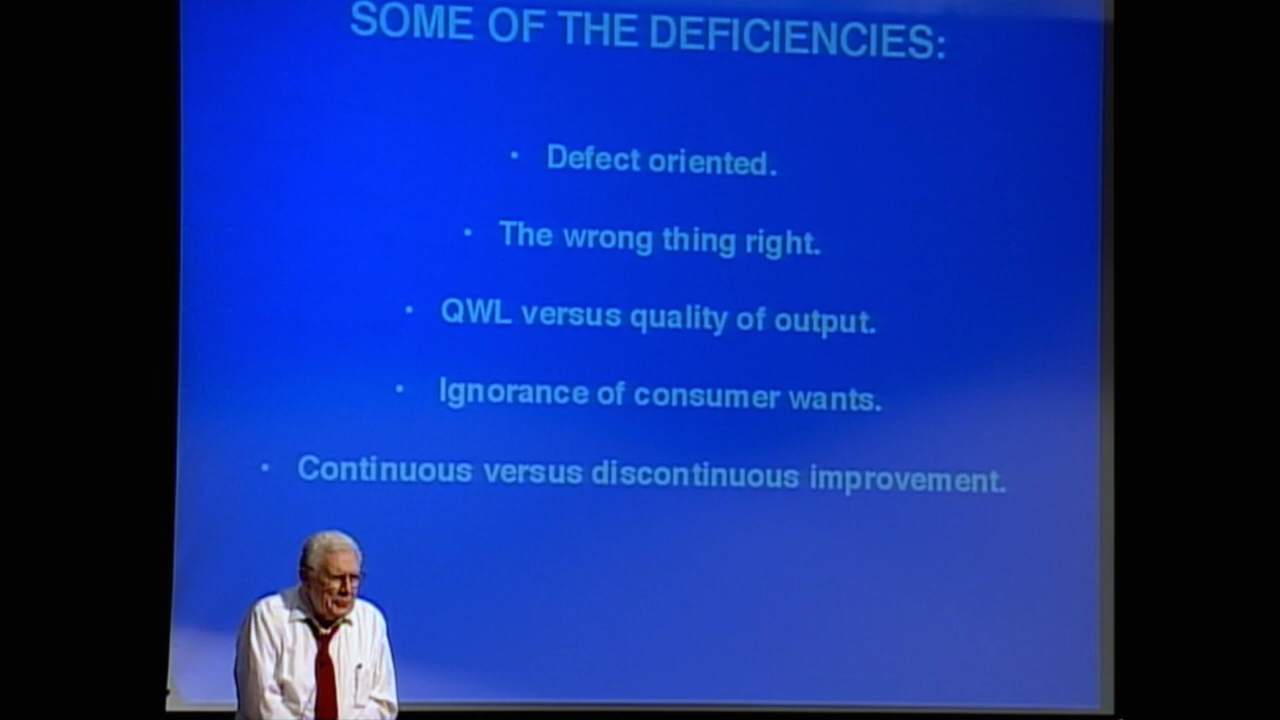 SOME OF THE DEFICIENCIES:
• Defect oriented.
• The wrong thing right.
• QWL versus quality of output.
• Ignorance of consumer wants.
• Continuous versus discontinuous improvement.